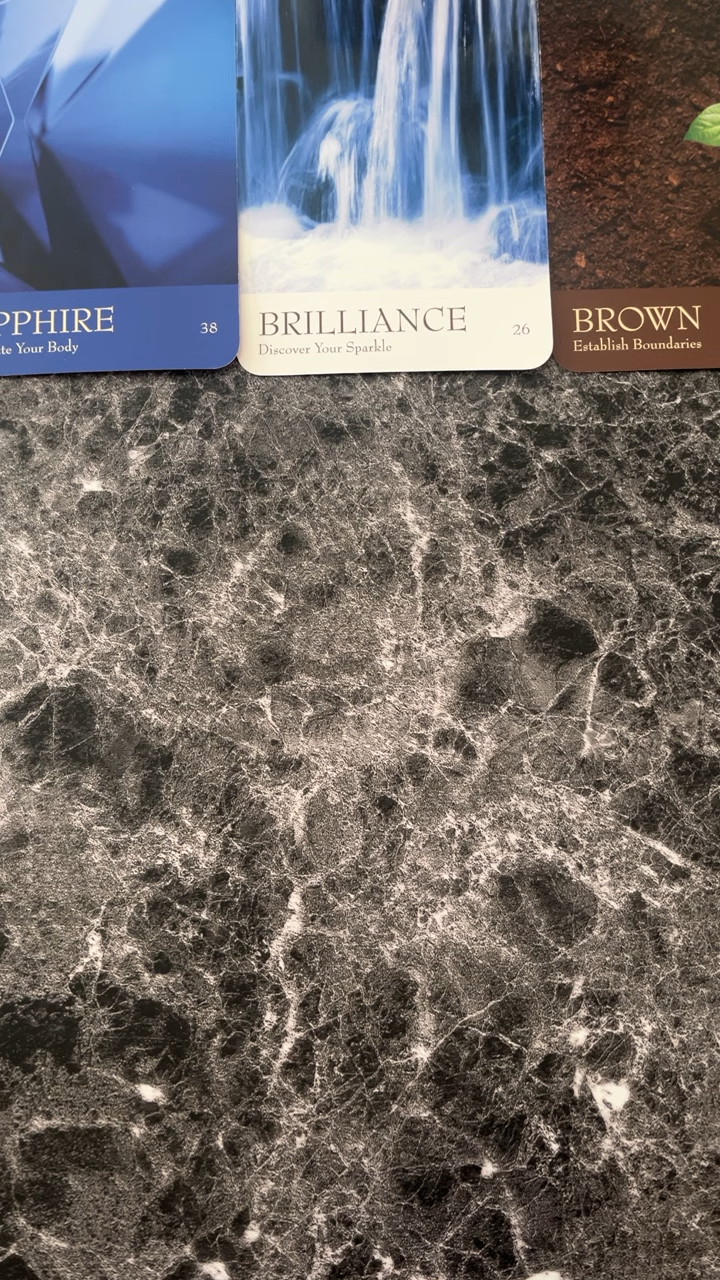 PPHIRE
te Your Body
38
BRILLIANCE
Discover Your Sparkle
26
BROWN
Establish Boundaries